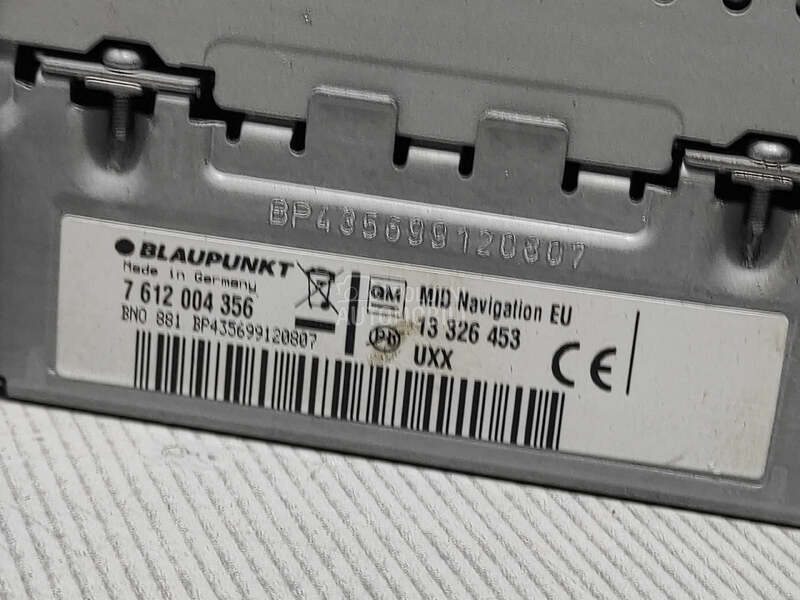 BP435699120807
BLAUPUNKT
Made in Germany
7 612 004 356
BNO 881 BP435699120807
GM
Pb
MID Navigation EU
13 326 453
UXX
CE